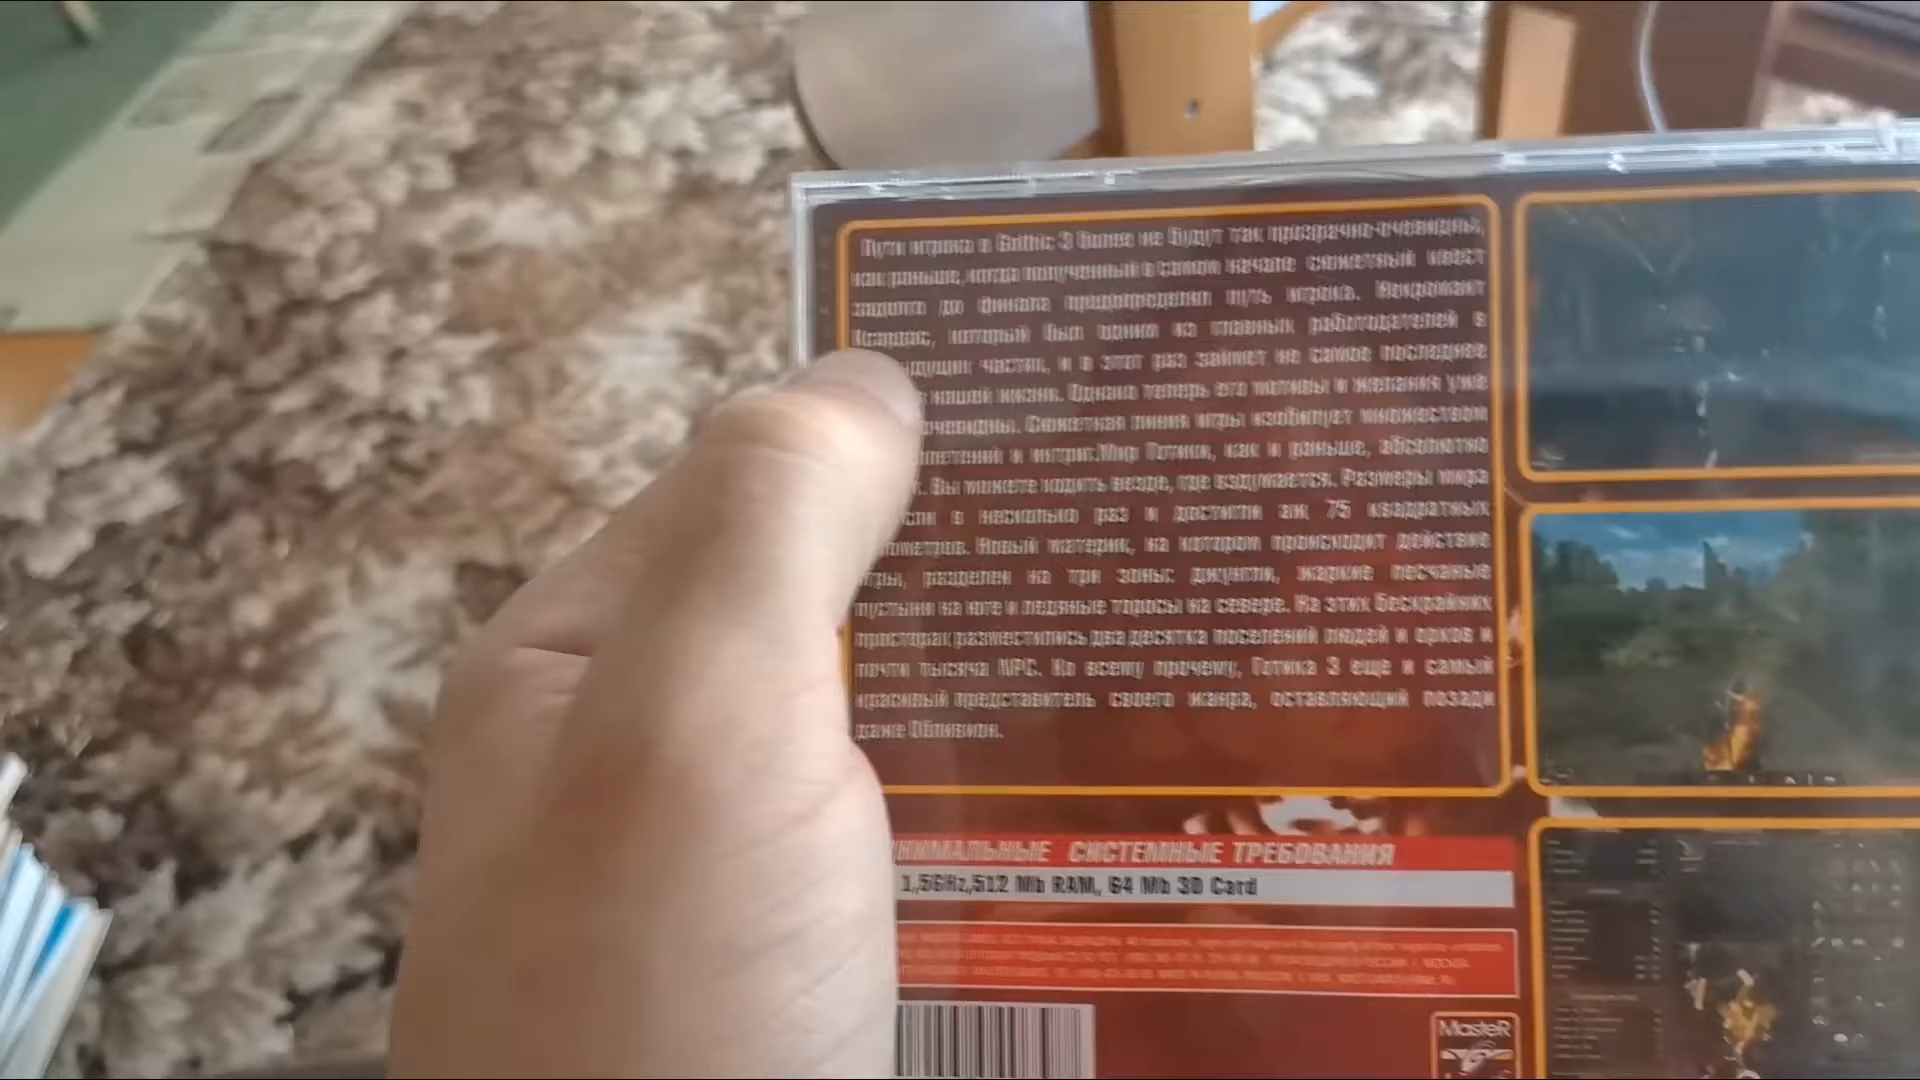 Пути игрока в Gothic 3 более не будут так прозрачно-очевидны,
как раньше, когда полученный в самом начале сюжетный квест
задолго до финала предопределял путь игрока. Некромант
Ксардас, который был одним из главных работодателей в
ыдущих частях, и в этот раз займет не самое последнее
в нашей жизни. Однако теперь его мотивы и желания уже
очевидны. Сюжетная линия игры изобилует множеством
плетений и интриг.Мир Готики, как и раньше, абсолютно
Вы можете ходить везде, где вздумается. Размеры мира
сли в несколько раз и достигли аж 75 квадратных
ометров. Новый материк, на котором происходит действие
игры, разделен на три зоны: джунгли, жаркие песчаные
пустыни на юге и ледяные торосы на севере. На этих бескрайних
просторах разместились два десятка поселений людей и орков и
почти тысяча NPC. Ко всему прочему, Готика 3 еще и самый
красивый представитель своего жанра, оставляющий позади
даже Обливион.
НИМАЛЬНЫЕ СИСТЕМНЫЕ ТРЕБОВАНИЯ
1,5GHz,512 Mb RAM, 64 Mb 3D Card
MasteR